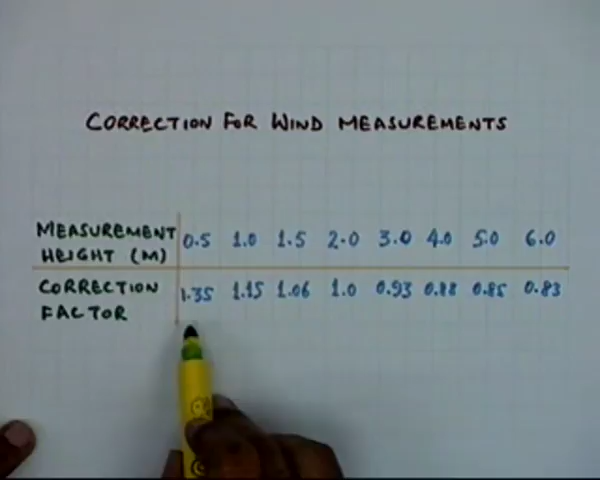 CORRECTION FOR WIND MEASUREMENTS
MEASUREMENT HEIGHT (M) 0.5 1.0 1.5 2.0 3.0 4.0 5.0 6.0
CORRECTION FACTOR 1.35 1.15 1.06 1.0 0.93 0.88 0.85 0.83